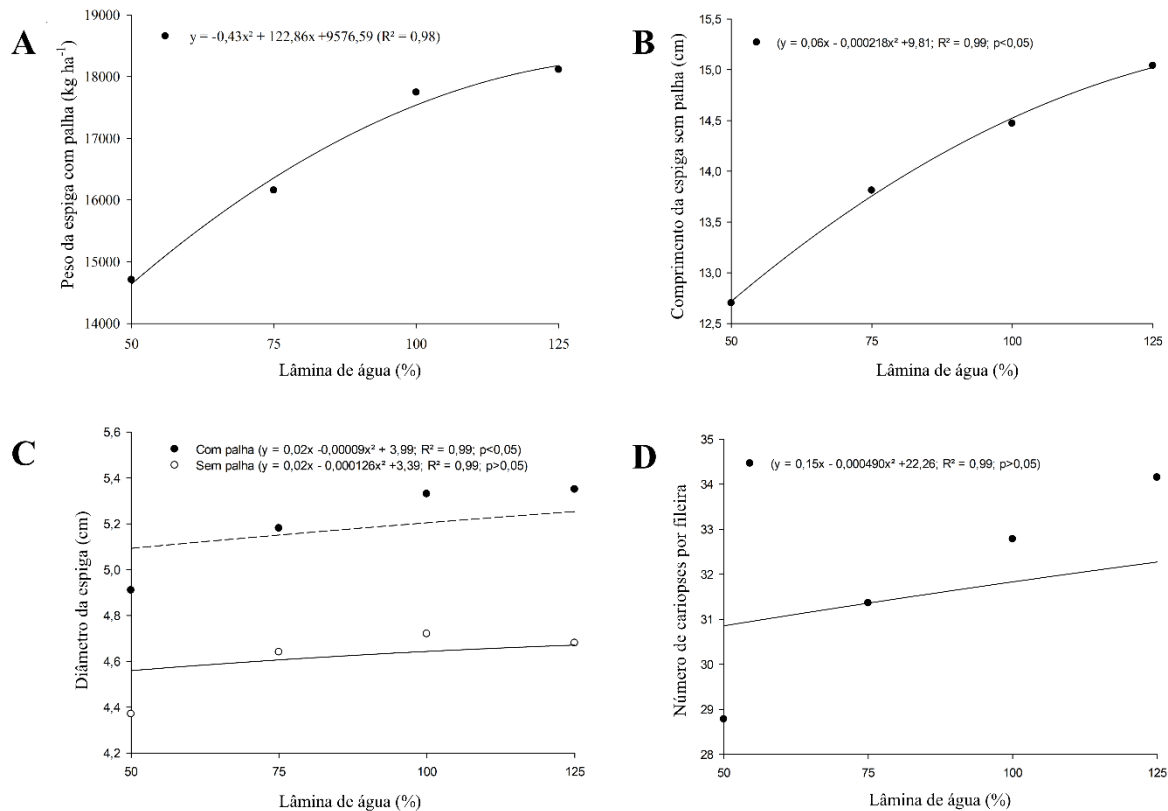 A
19000
18000
17000
16000
15000
14000
Peso da espiga com palha (kg ha⁻¹)
y = -0,43x² + 122,86x +9576,59 (R² = 0,98)
50 75 100 125
Lâmina de água (%)
B
15,5
15,0
14,5
14,0
13,5
13,0
12,5
Comprimento da espiga sem palha (cm)
(y = 0,06x - 0,000218x² +9,81; R² = 0,99; p<0,05)
50 75 100 125
Lâmina de água (%)
C
5,6
5,4
5,2
5,0
4,8
4,6
4,4
4,2
Diâmetro da espiga (cm)
Com palha (y = 0,02x -0,00009x² + 3,99; R² = 0,99; p<0,05)
Sem palha (y = 0,02x - 0,000126x² +3,39; R² = 0,99; p>0,05)
50 75 100 125
Lâmina de água (%)
D
35
34
33
32
31
30
29
28
Número de cariopses por fileira
(y = 0,15x - 0,000490x² +22,26; R² = 0,99; p>0,05)
50 75 100 125
Lâmina de água (%)